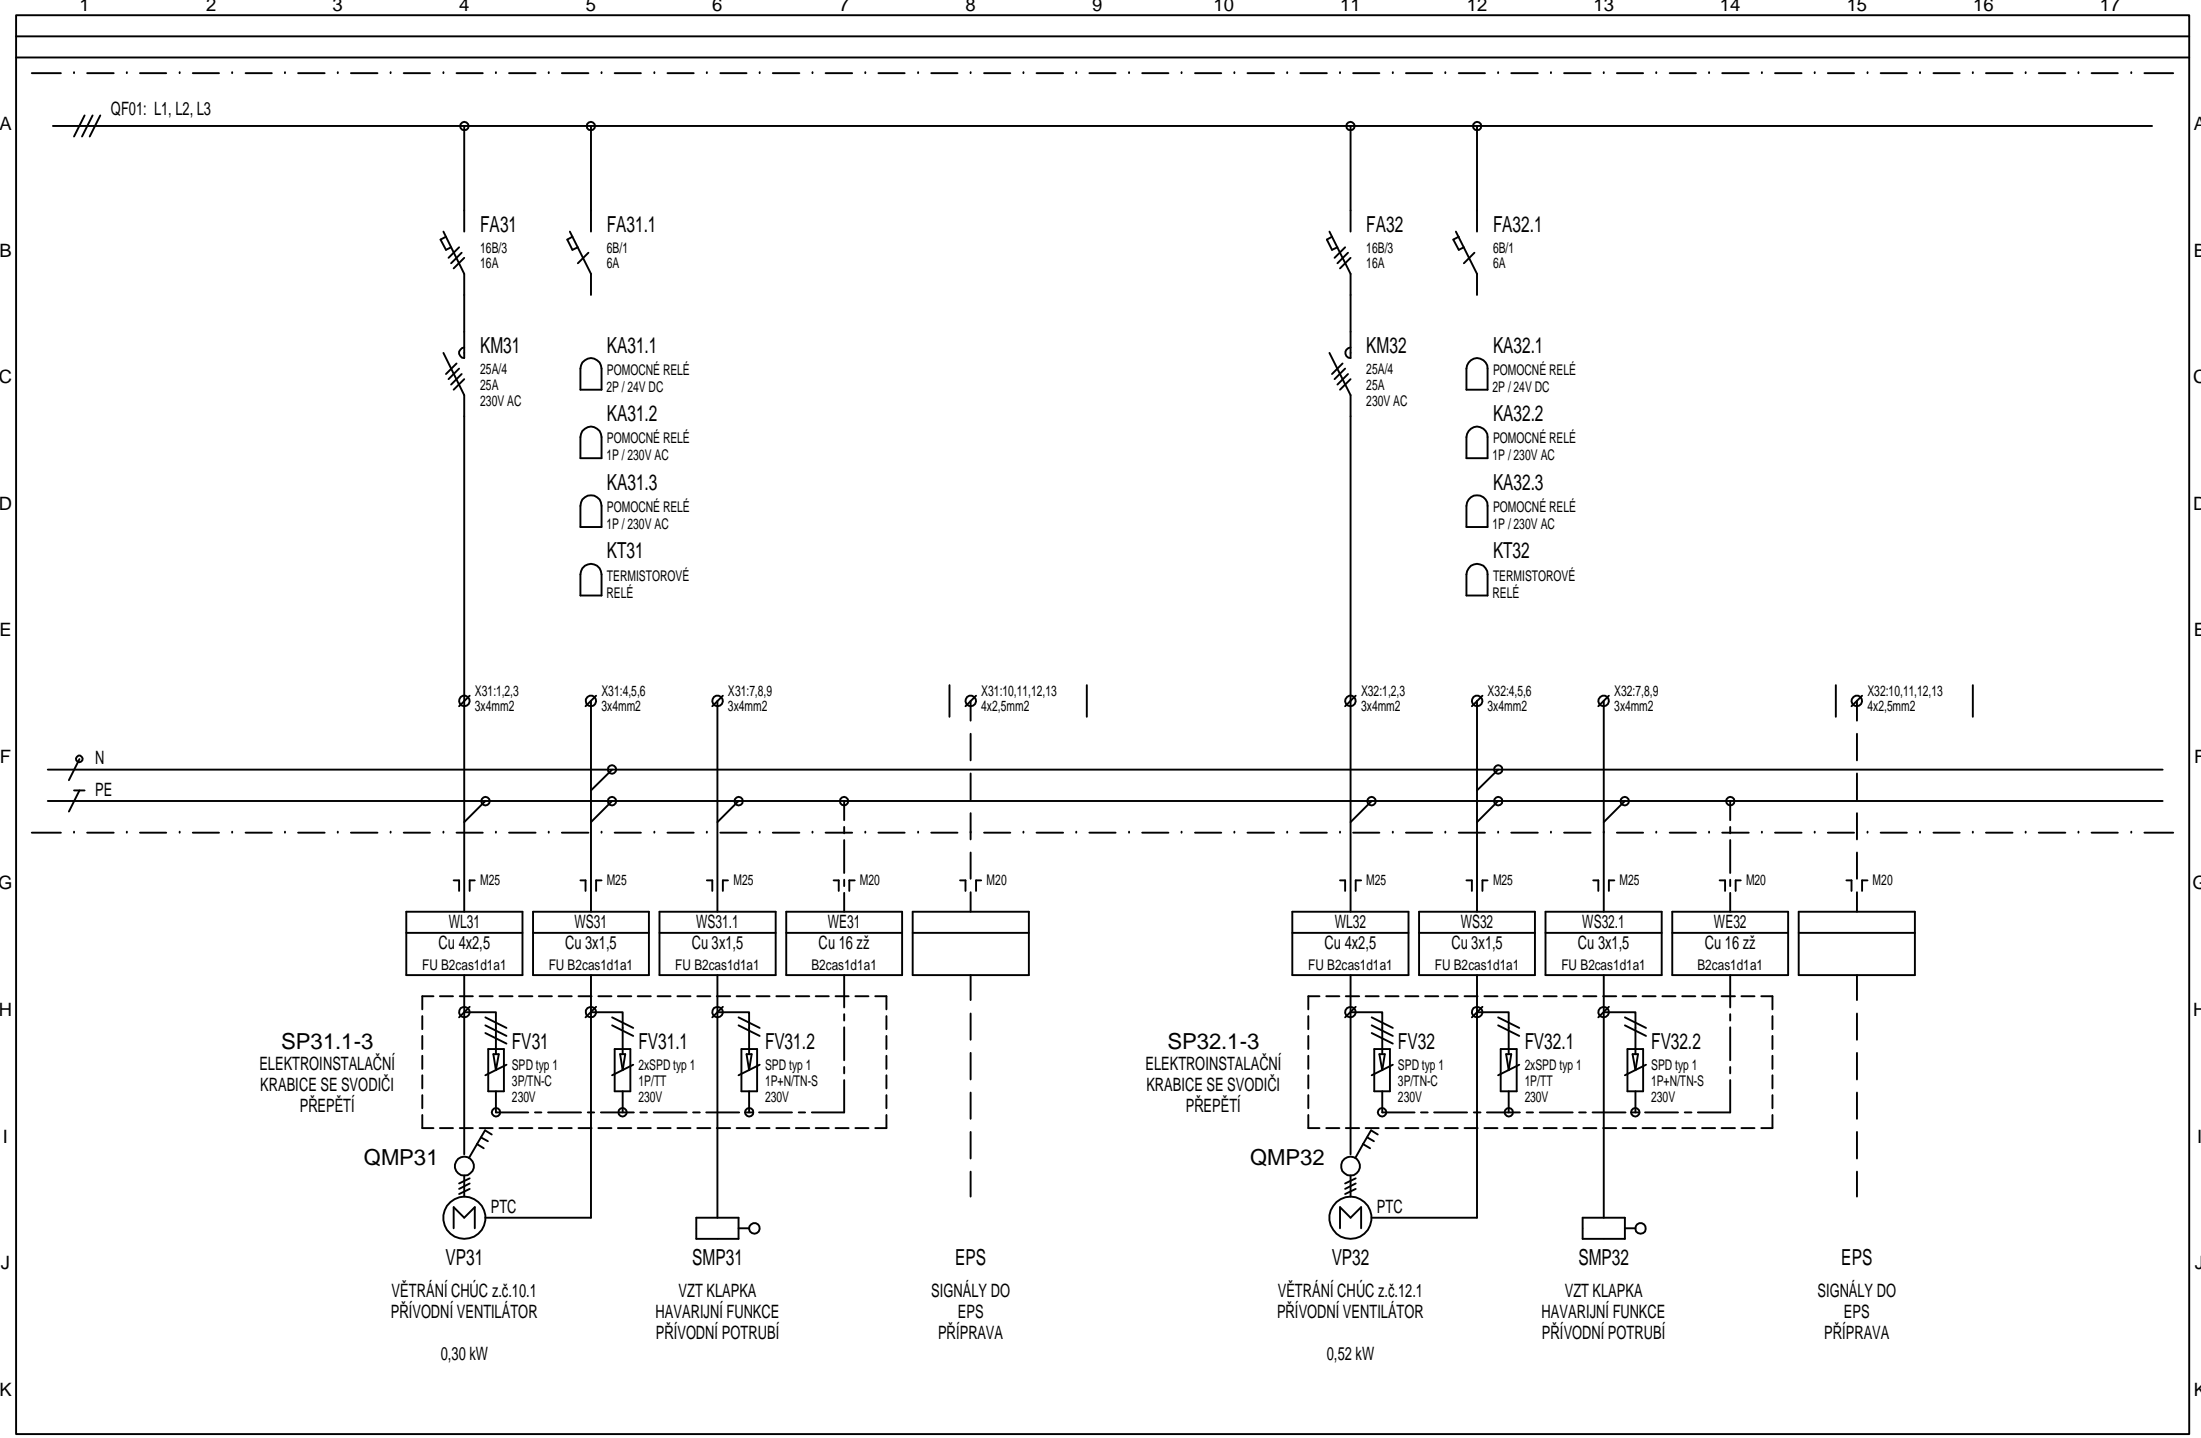 1 2 3 4 5 6 7 8 9 10 11 12 13 14 15 16 17
QF01: L1, L2, L3
A A
FA31 FA31.1 FA32 FA32.1
B 16B/3 6B/1 16B/3 6B/1 B
16A 6A 16A 6A
KM31 KA31.1 KM32 KA32.1
25A/4 POMOCNÉ RELÉ 25A/4 POMOCNÉ RELÉ
C 25A 2P / 24V DC 25A 2P / 24V DC C
230V AC 230V AC
KA31.2 KA32.2
POMOCNÉ RELÉ POMOCNÉ RELÉ
1P / 230V AC 1P / 230V AC
KA31.3 KA32.3
D POMOCNÉ RELÉ POMOCNÉ RELÉ D
1P / 230V AC 1P / 230V AC
KT31 KT32
TERMISTOROVÉ TERMISTOROVÉ
RELÉ RELÉ
E E
X31:1,2,3 X31:4,5,6 X31:7,8,9 X31:10,11,12,13 X32:1,2,3 X32:4,5,6 X32:7,8,9 X32:10,11,12,13
3x4mm2 3x4mm2 3x4mm2 4x2,5mm2 3x4mm2 3x4mm2 3x4mm2 4x2,5mm2
F N F
PE
G M25 M25 M25 M20 M20 M25 M25 M25 M20 M20 G
WL31 WS31 WS31.1 WE31 WL32 WS32 WS32.1 WE32
Cu 4x2,5 Cu 3x1,5 Cu 3x1,5 Cu 16 zž Cu 4x2,5 Cu 3x1,5 Cu 3x1,5 Cu 16 zž
FU B2cas1d1a1 FU B2cas1d1a1 FU B2cas1d1a1 B2cas1d1a1 FU B2cas1d1a1 FU B2cas1d1a1 FU B2cas1d1a1 B2cas1d1a1
H H
SP31.1-3 FV31 FV31.1 FV31.2 SP32.1-3 FV32 FV32.1 FV32.2
ELEKTROINSTALAČNÍ SPD typ 1 2xSPD typ 1 SPD typ 1 ELEKTROINSTALAČNÍ SPD typ 1 2xSPD typ 1 SPD typ 1
KRABICE SE SVODIČI 3P/TN-C 1P/TT 1P+N/TN-S KRABICE SE SVODIČI 3P/TN-C 1P/TT 1P+N/TN-S
PŘEPĚTÍ 230V 230V 230V PŘEPĚTÍ 230V 230V 230V
I I
QMP31 QMP32
M PTC M PTC
VP31 SMP31 EPS VP32 SMP32 EPS
J J
VĚTRÁNÍ CHÚC z.č.10.1 VZT KLAPKA SIGNÁLY DO VĚTRÁNÍ CHÚC z.č.12.1 VZT KLAPKA SIGNÁLY DO
PŘÍVODNÍ VENTILÁTOR HAVARIJNÍ FUNKCE EPS PŘÍVODNÍ VENTILÁTOR HAVARIJNÍ FUNKCE EPS
PŘÍVODNÍ POTRUBÍ PŘÍPRAVA PŘÍVODNÍ POTRUBÍ PŘÍPRAVA
0,30 kW 0,52 kW
K K